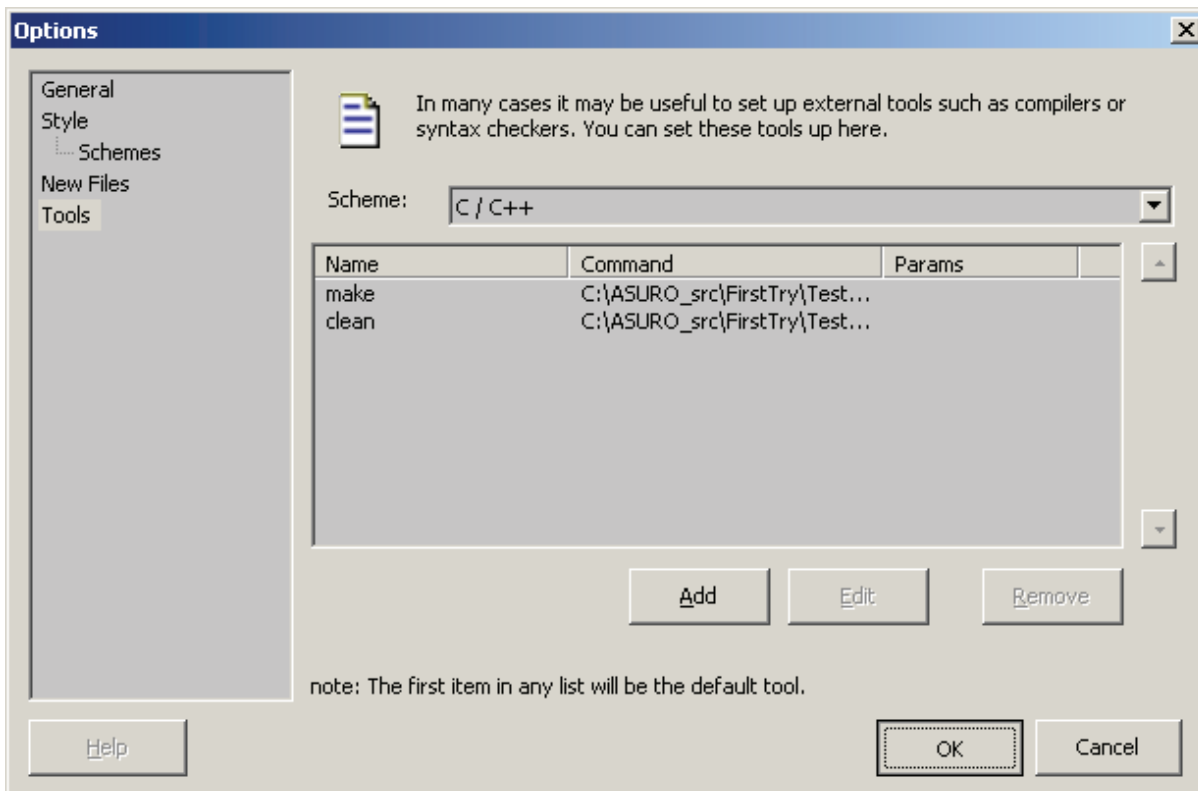 Options
General
Style
Schemes
New Files
Tools
In many cases it may be useful to set up external tools such as compilers or
syntax checkers. You can set these tools up here.
Scheme: C / C++
Name Command Params
make C:\ASURO_src\FirstTry\Test...
clean C:\ASURO_src\FirstTry\Test...
Add Edit Remove
note: The first item in any list will be the default tool.
Help OK Cancel